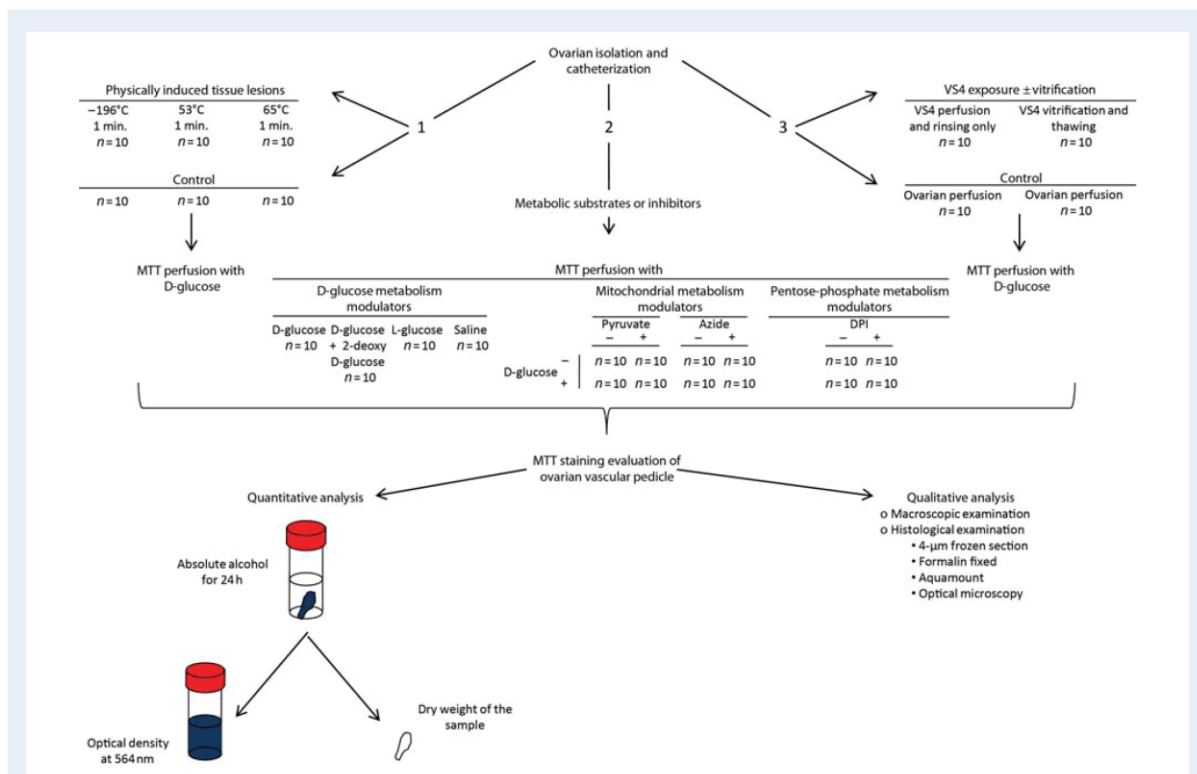 Ovarian isolation and
catheterization
1
2
3
Physically induced tissue lesions
−196°C 53°C 65°C
1 min. 1 min. 1 min.
n=10 n=10 n=10
Control
n=10 n=10 n=10
MTT perfusion with
D-glucose
Metabolic substrates or inhibitors
VS4 exposure ±vitrification
VS4 perfusion VS4 vitrification and
and rinsing only thawing
n=10 n=10
Control
Ovarian perfusion Ovarian perfusion
n=10 n=10
MTT perfusion with
D-glucose
MTT perfusion with
D-glucose metabolism
modulators
D-glucose D-glucose L-glucose Saline
n=10 + 2-deoxy n=10 n=10
D-glucose
n=10
Mitochondrial metabolism
modulators
Pyruvate Azide
− + − +
Pentose-phosphate metabolism
modulators
DPI
− +
D-glucose
− n=10 n=10 n=10 n=10 n=10 n=10
+ n=10 n=10 n=10 n=10 n=10 n=10
MTT staining evaluation of
ovarian vascular pedicle
Quantitative analysis
Absolute alcohol
for 24h
Optical density
at 564nm
Dry weight of the
sample
Qualitative analysis
o Macroscopic examination
o Histological examination
• 4-µm frozen section
• Formalin fixed
• Aquamount
• Optical microscopy